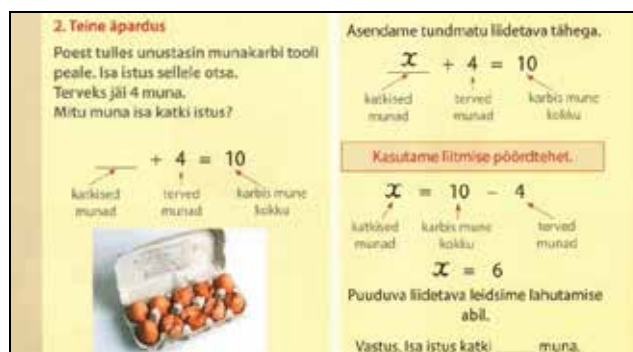 2. Teine äpardus
Poest tulles unustasin munakarbi tooli
peale. Isa istus sellele otsa.
Terveks jäi 4 muna.
Mitu muna isa katki istus?
___ + 4 = 10
katkised terved karbis mune
munad munad kokku
Asendame tundmatu liidetava tähega.
x + 4 = 10
katkised terved karbis mune
munad munad kokku
Kasutame liitmise pöördtehet.
x = 10 - 4
katkised karbis mune terved
munad kokku munad
x = 6
Puuduva liidetava leidsime lahutamise
abil.
Vastus. Isa istus katki ___ muna.